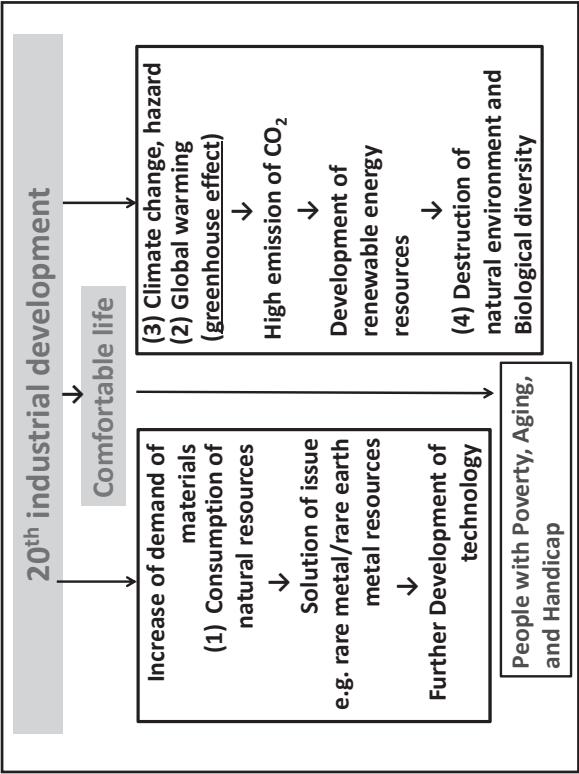 20th industrial development
Comfortable life
Increase of demand of
materials
(1) Consumption of
natural resources
Solution of issue
e.g. rare metal/rare earth
metal resources
Further Development of
technology
(3) Climate change, hazard
(2) Global warming
(greenhouse effect)
High emission of CO2
Development of
renewable energy
resources
(4) Destruction of
natural environment and
Biological diversity
People with Poverty, Aging,
and Handicap